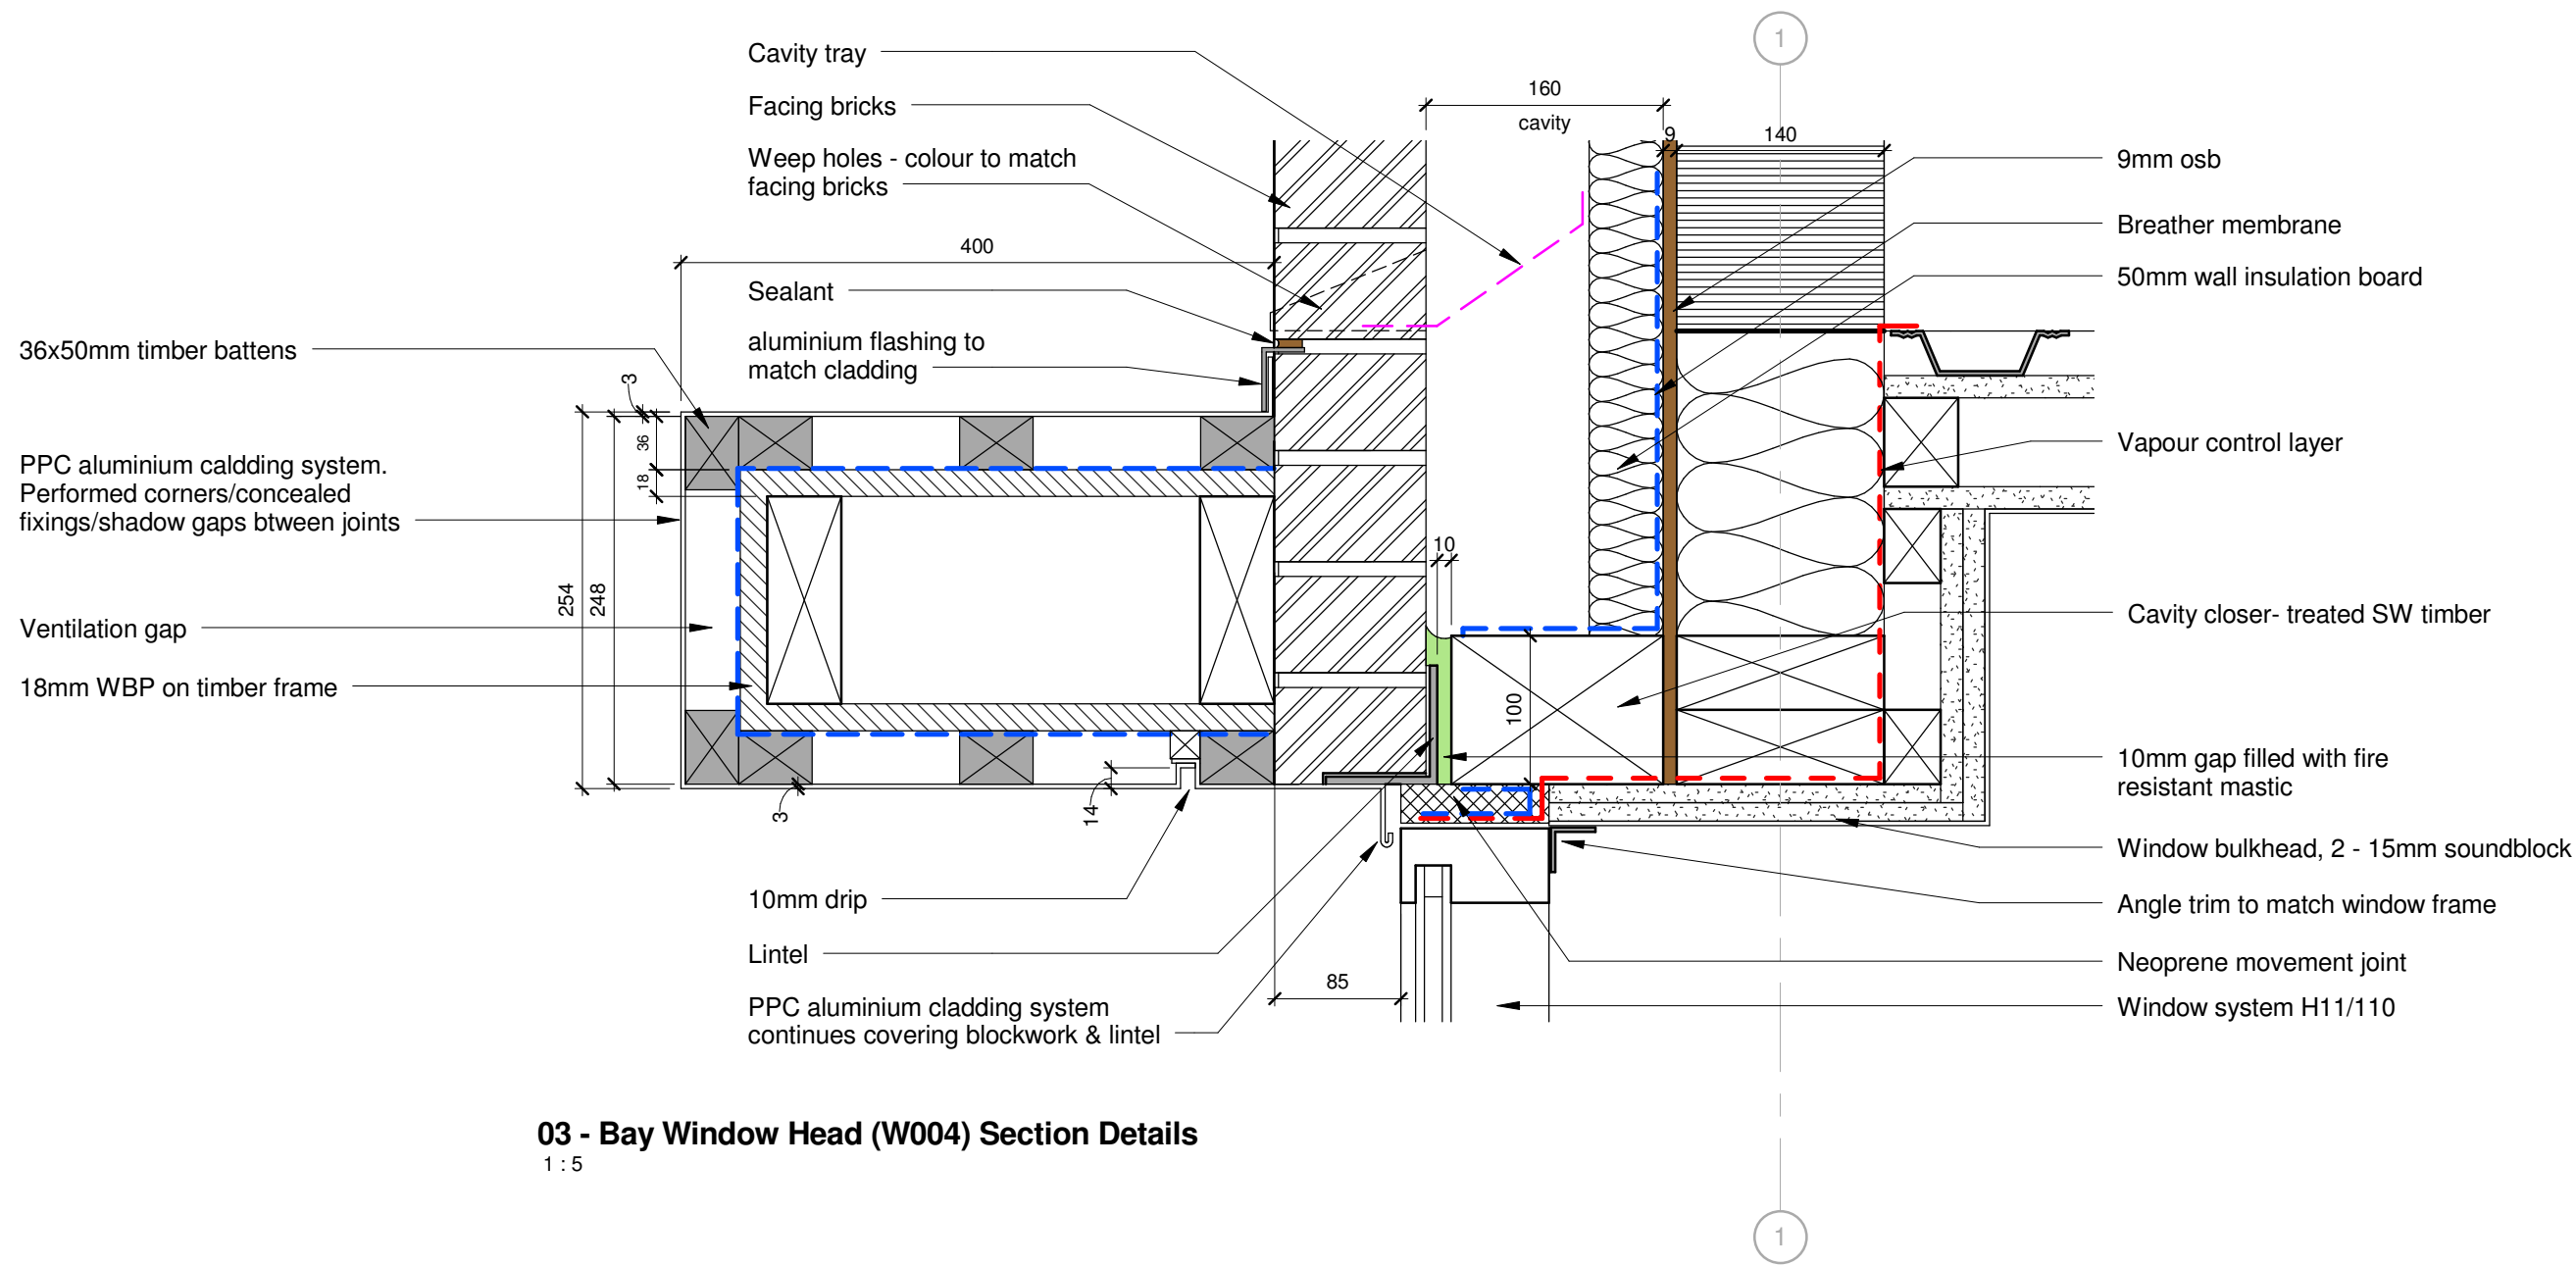 1
Cavity tray
Facing bricks
Weep holes - colour to match
facing bricks
Sealant
aluminium flashing to
match cladding
36x50mm timber battens
PPC aluminium caldding system.
Performed corners/concealed
fixings/shadow gaps btween joints
Ventilation gap
18mm WBP on timber frame
10mm drip
Lintel
PPC aluminium cladding system
continues covering blockwork & lintel
160
cavity
9
140
400
3
36
18
254
248
3
14
10
100
85
9mm osb
Breather membrane
50mm wall insulation board
Vapour control layer
Cavity closer- treated SW timber
10mm gap filled with fire
resistant mastic
Window bulkhead, 2 - 15mm soundblock
Angle trim to match window frame
Neoprene movement joint
Window system H11/110
03 - Bay Window Head (W004) Section Details
1 : 5
1